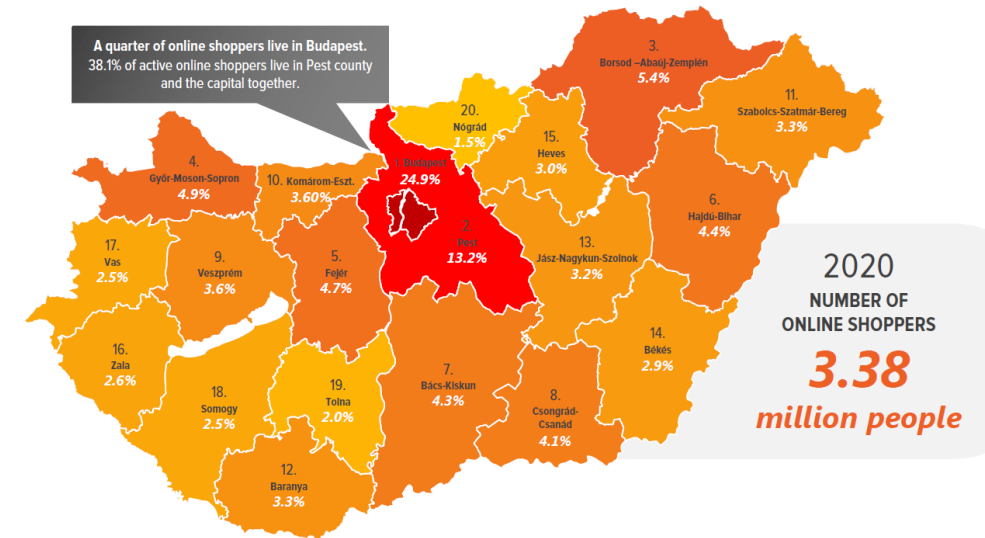 A quarter of online shoppers live in Budapest.
38.1% of active online shoppers live in Pest county
and the capital together.
3.
Borsod –Abaúj-Zemplén
5.4%
11.
Szabolcs-Szatmár-Bereg
3.3%
20.
Nógrád
1.5%
15.
Heves
3.0%
4.
Győr-Moson-Sopron
4.9%
10. Komárom-Eszt.
3.60%
1. Budapest
24.9%
6.
Hajdú-Bihar
4.4%
2.
Pest
13.2%
17.
Vas
2.5%
9.
Veszprém
3.6%
5.
Fejér
4.7%
13.
Jász-Nagykun-Szolnok
3.2%
14.
Békés
2.9%
16.
Zala
2.6%
18.
Somogy
2.5%
19.
Tolna
2.0%
7.
Bács-Kiskun
4.3%
8.
Csongrád-
Csanád
4.1%
12.
Baranya
3.3%
2020
NUMBER OF
ONLINE SHOPPERS
3.38
million people